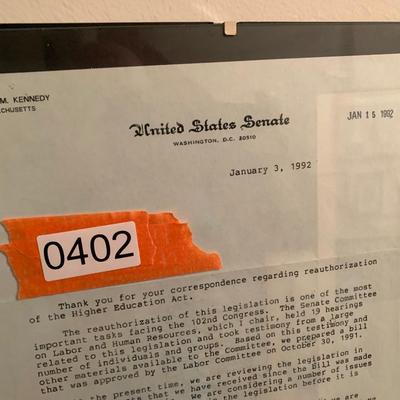 M. KENNEDY
JAN 15 1992
United States Senate
WASHINGTON, D.C. 20510
January 3, 1992
0402
Thank you for your correspondence regarding reauthorization
of the Higher Education Act.
The reauthorization of this legislation is one of the most
important tasks facing the 102nd Congress. The Senate Committee
on Labor and Human Resources, which I chair, held 19 hearings
related to this legislation and took testimony from a large
number of individuals and groups. Based on this testimony and
other materials available to the Committee, we prepared a bill
that was approved by the Labor Committee on October 30, 1991.
the present time, we are reviewing the legislation in
that we have received since the Bill was made
We are considering a number of issues
the legislation before it is